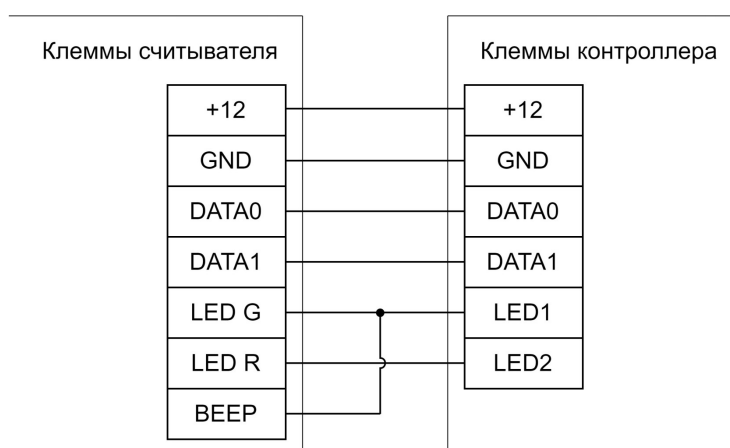 Клеммы считывателя
Клеммы контроллера
+12
+12
GND
GND
DATA0
DATA0
DATA1
DATA1
LED G
LED1
LED R
LED2
BEEP